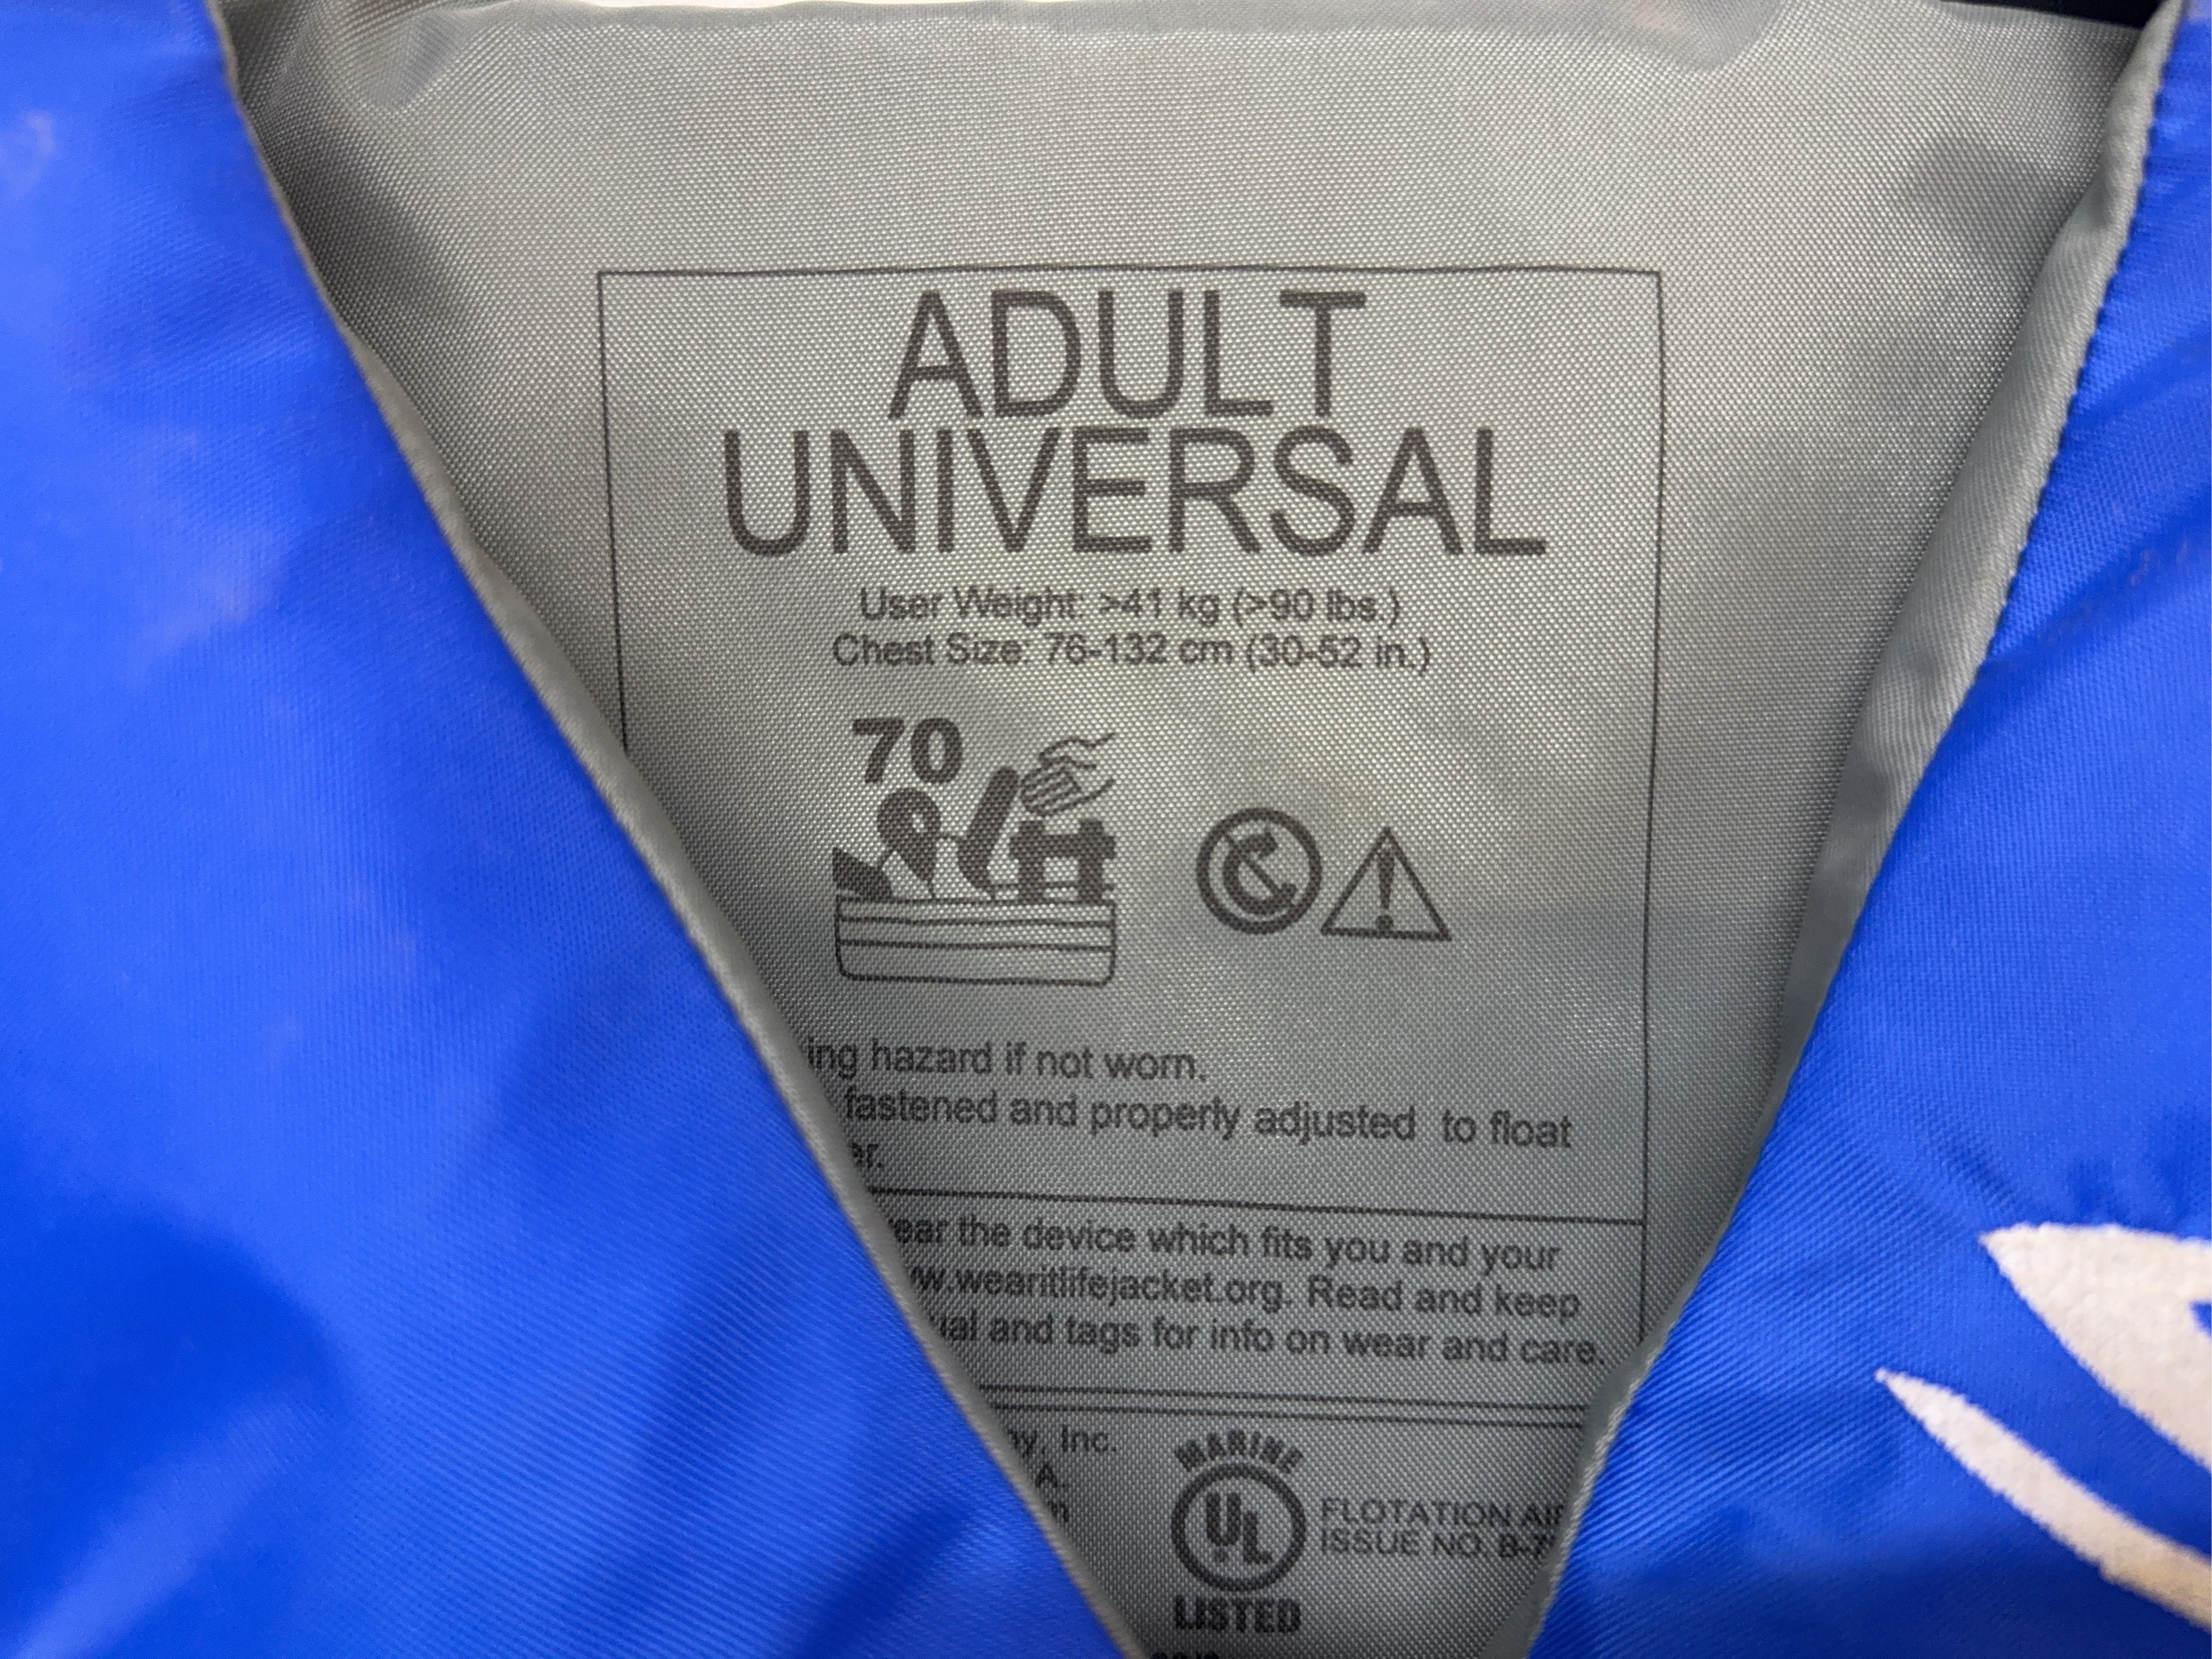 ADULT
UNIVERSAL
User Weight: >41 kg (>90 lbs.)
Chest Size: 76-132 cm (30-52 in.)
70
hazard if not worn.
fastened and properly adjusted to float
the device which fits you and your
Read and keep
and tags for info on wear and care.
Inc.
MARINE
UL
FLOTATION
ISSUE NO.
LISTED